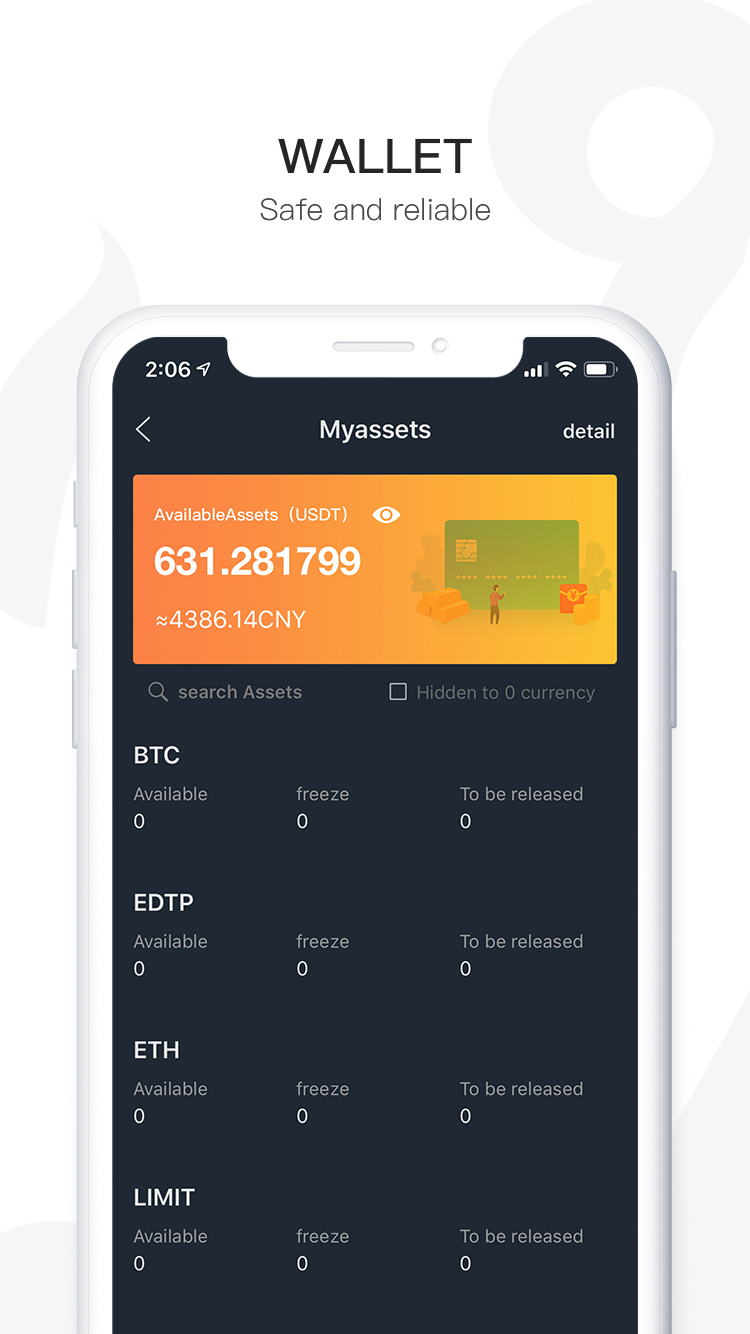 WALLET
Safe and reliable
2:06
Myassets
detail
AvailableAssets（USDT）
631.281799
≈4386.14CNY
**** **** **** ****
¥
search Assets
Hidden to 0 currency
BTC
Available freeze To be released
0 0 0
EDTP
Available freeze To be released
0 0 0
ETH
Available freeze To be released
0 0 0
LIMIT
Available freeze To be released
0 0 0